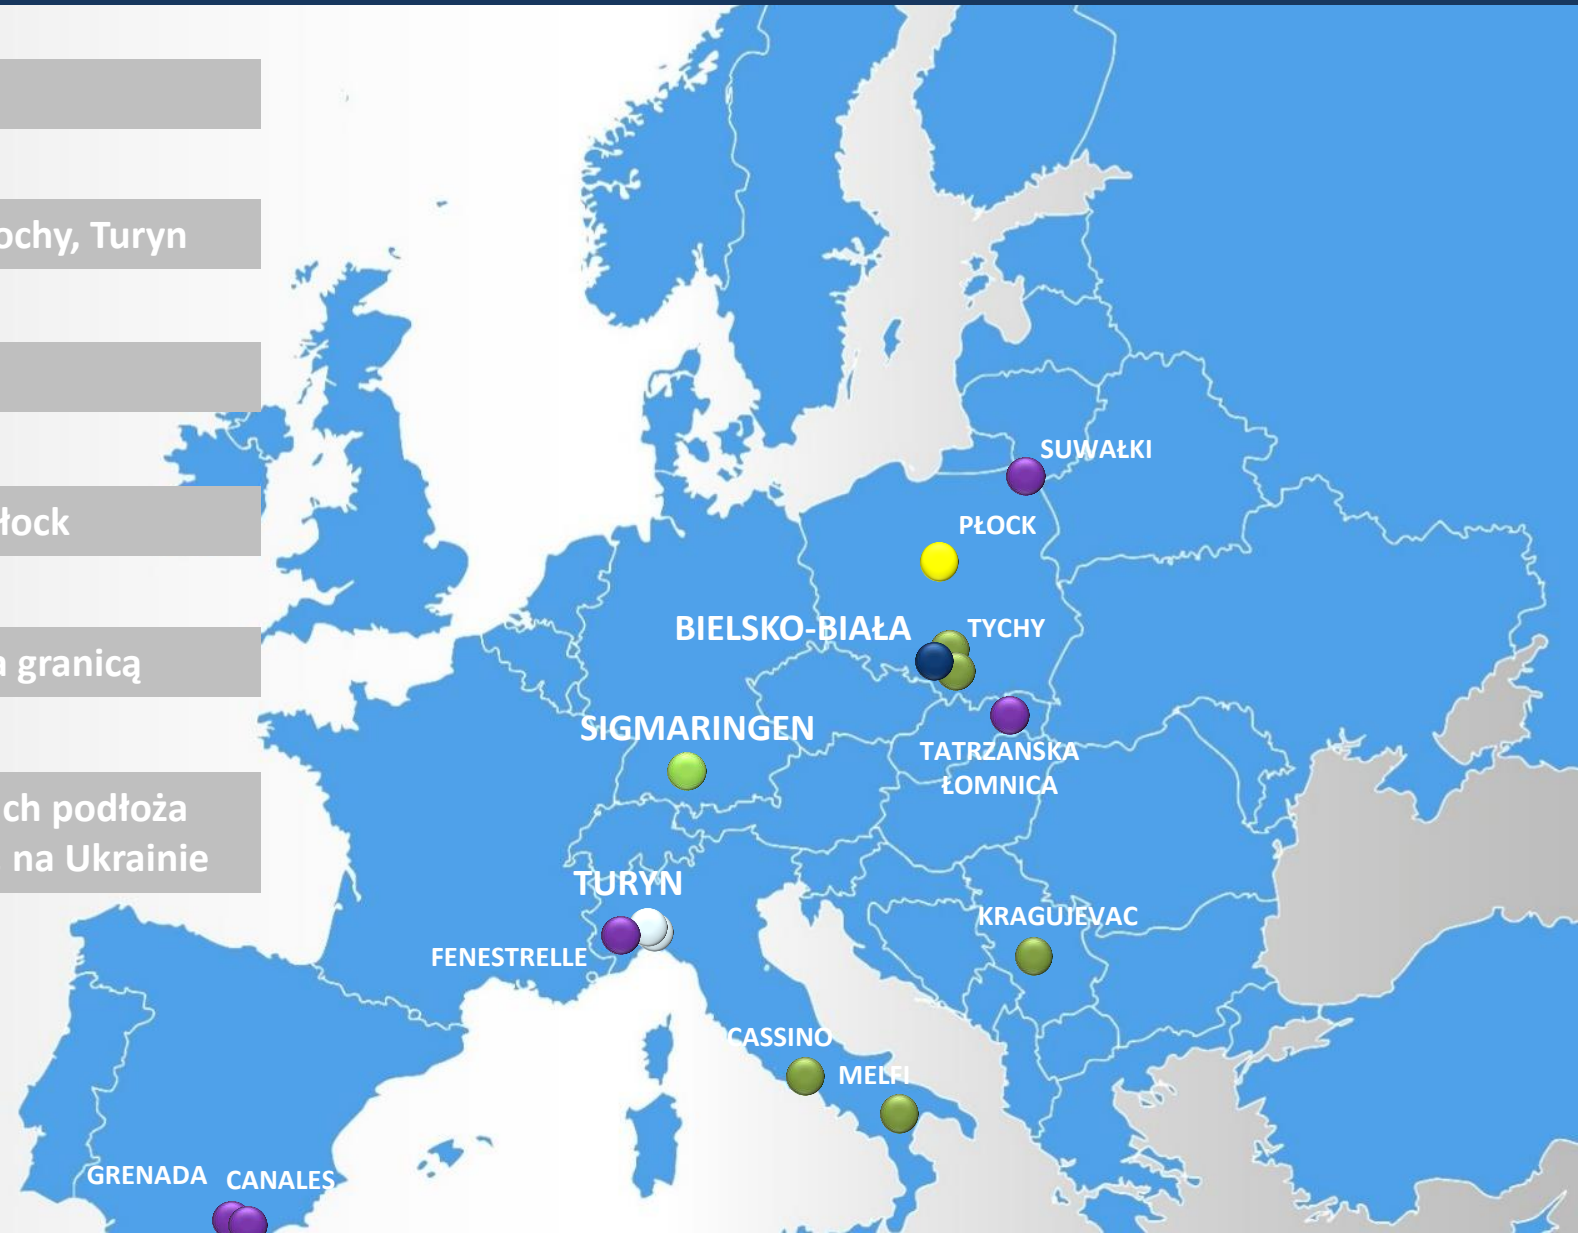 ochy, Turyn
łock
a granicą
ch podłoża
na Ukrainie
SUWAŁKI
PŁOCK
BIELSKO-BIAŁA
TYCHY
SIGMARINGEN
TATRZANSKA
ŁOMNICA
TURYN
FENESTRELLE
KRAGUJEVAC
CASSINO
MELFI
GRENADA
CANALES